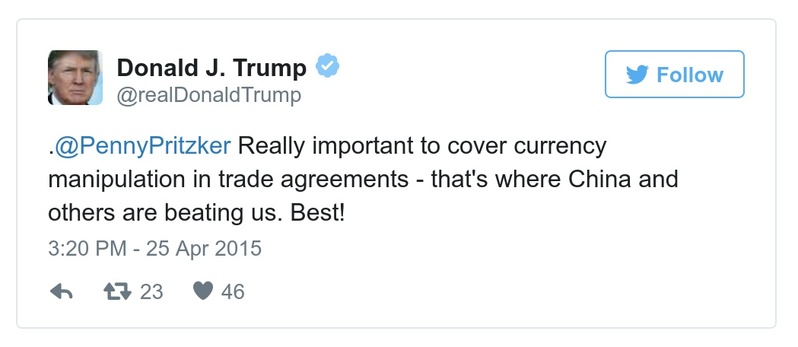 Donald J. Trump
@realDonaldTrump
Follow
.@PennyPritzker Really important to cover currency
manipulation in trade agreements - that's where China and
others are beating us. Best!
3:20 PM - 25 Apr 2015
23 46